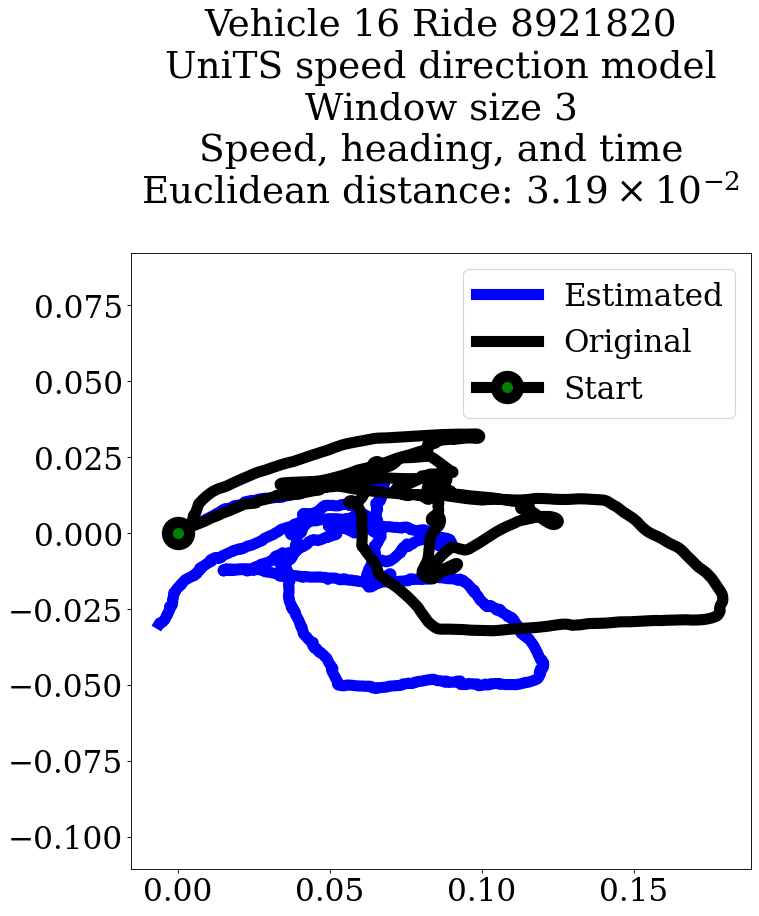 Vehicle 16 Ride 8921820
UniTS speed direction model
Window size 3
Speed, heading, and time
Euclidean distance: 3.19 × 10⁻²
Estimated
Original
Start
0.075
0.050
0.025
0.000
−0.025
−0.050
−0.075
−0.100
0.00 0.05 0.10 0.15